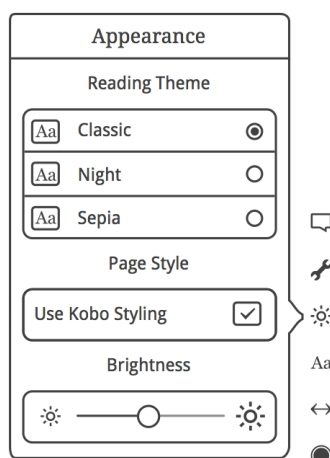 Appearance
Reading Theme
Aa Classic
Aa Night
Aa Sepia
Page Style
Use Kobo Styling
Brightness
Aa